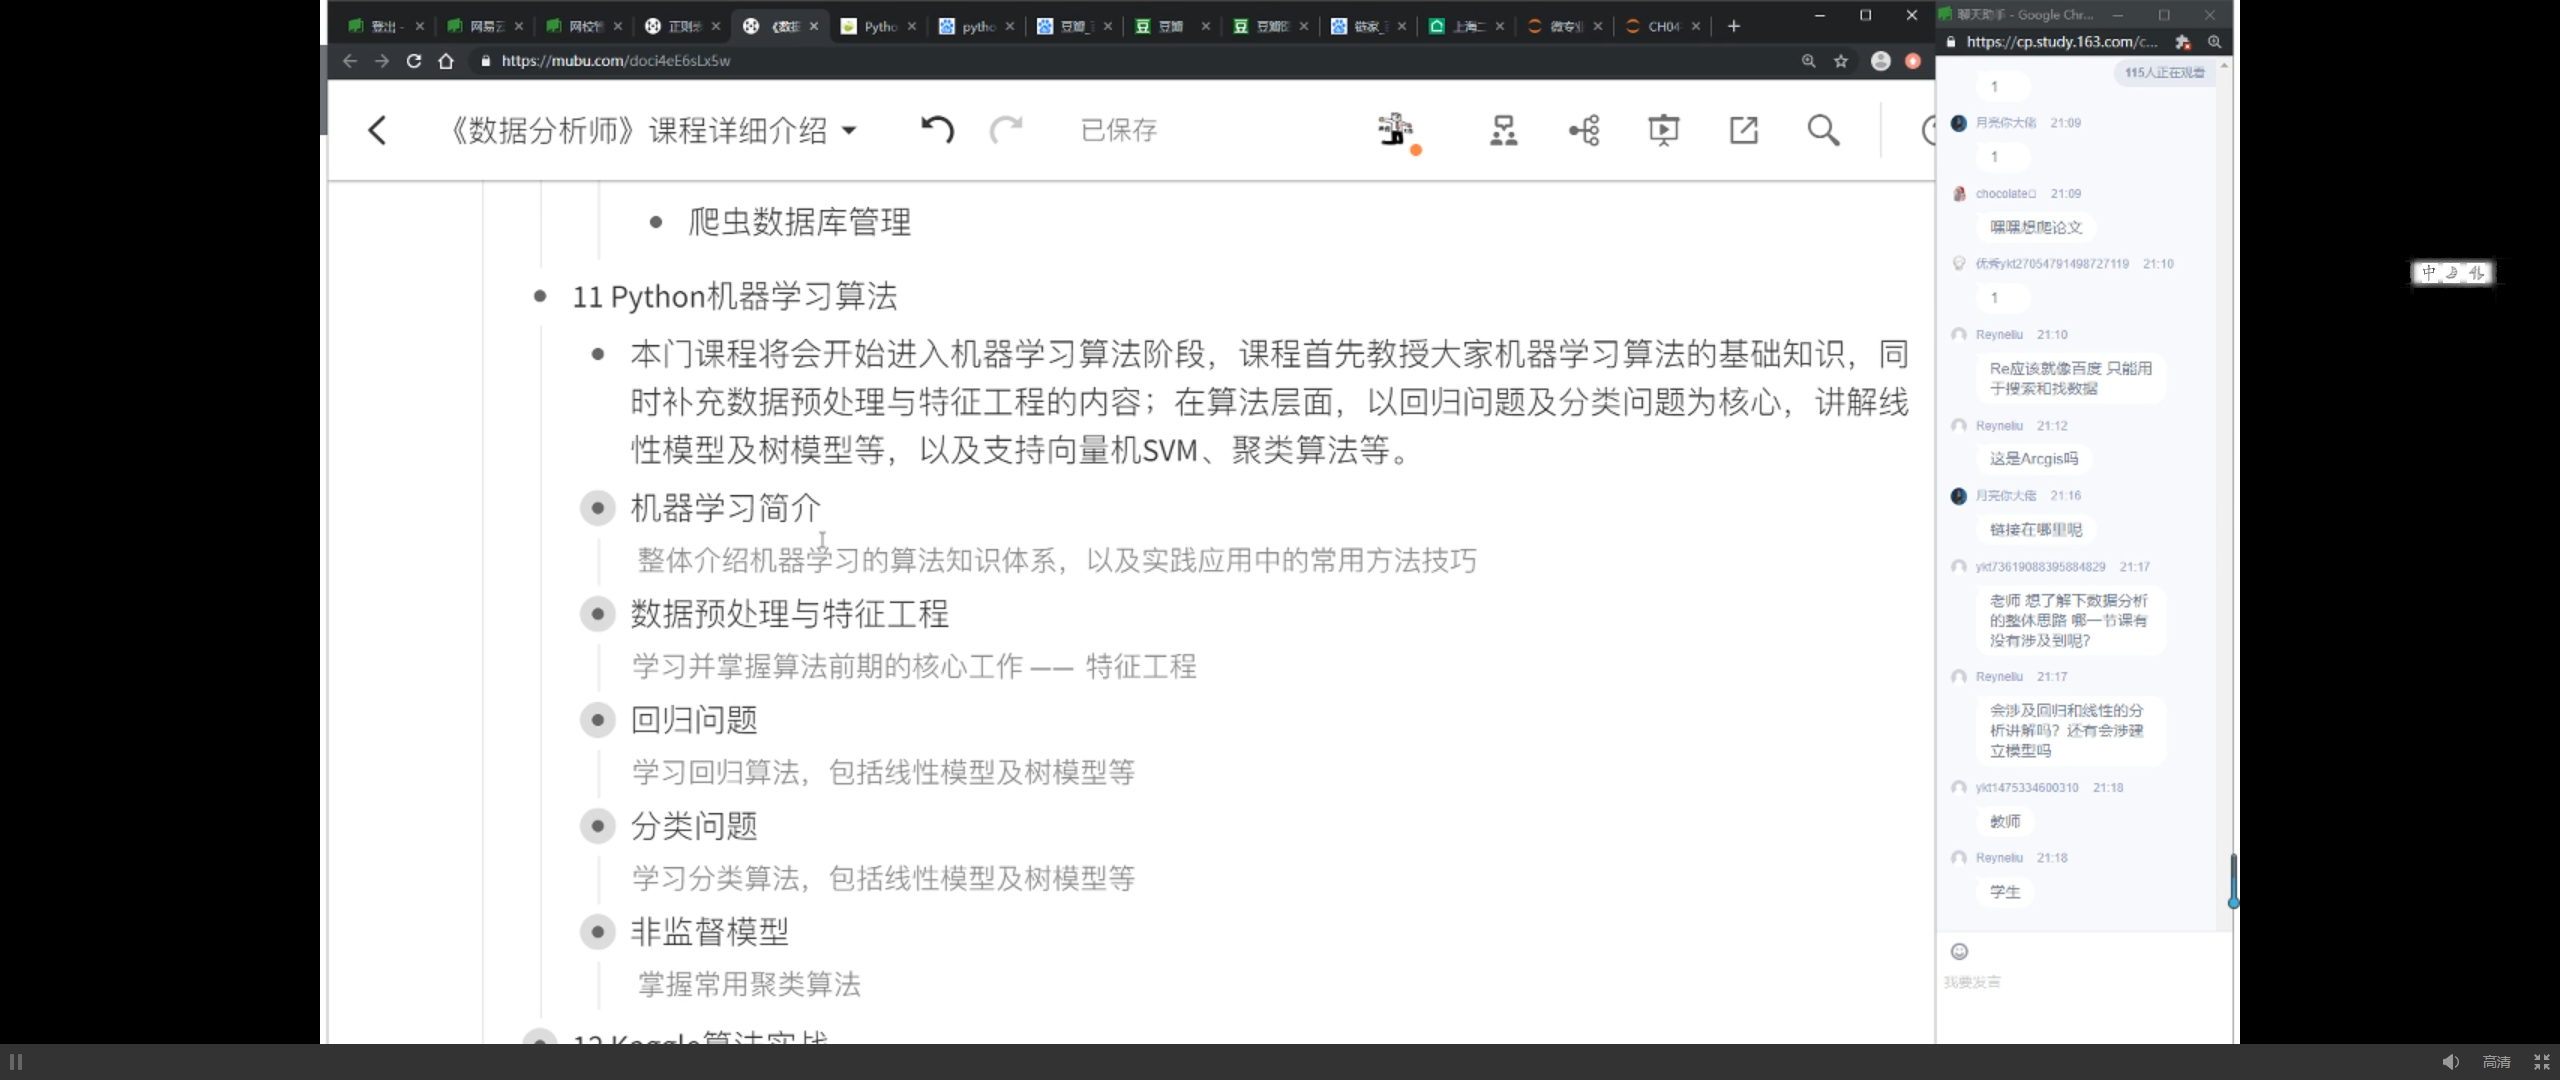 登出 -
网易云
网校管
正则表
《数据
Pytho
pytho
豆瓣_
豆瓣
豆瓣
链家_
上海二
微专业
CH04
聊天助手 - Google Chr...
https://mubu.com/doci4eE6sLx5w
https://cp.study.163.com/c...
《数据分析师》课程详细介绍
已保存
爬虫数据库管理
11 Python机器学习算法
本门课程将会开始进入机器学习算法阶段，课程首先教授大家机器学习算法的基础知识，同
时补充数据预处理与特征工程的内容；在算法层面，以回归问题及分类问题为核心，讲解线
性模型及树模型等，以及支持向量机SVM、聚类算法等。
机器学习简介
整体介绍机器学习的算法知识体系，以及实践应用中的常用方法技巧
数据预处理与特征工程
学习并掌握算法前期的核心工作 —— 特征工程
回归问题
学习回归算法，包括线性模型及树模型等
分类问题
学习分类算法，包括线性模型及树模型等
非监督模型
掌握常用聚类算法
12 Kaggle算法实战
115人正在观看
1
月亮你大佬 21:09
1
chocolate 21:09
嘿嘿想爬论文
优秀ykt27054791498727119 21:10
1
Reyneliu 21:10
Re应该就像百度 只能用
于搜索和找数据
Reyneliu 21:12
这是Arcgis吗
月亮你大佬 21:16
链接在哪里呢
ykt73619088395884829 21:17
老师 想了解下数据分析
的整体思路 哪一节课有
没有涉及到呢？
Reyneliu 21:17
会涉及回归和线性的分
析讲解吗？还有会涉建
立模型吗
ykt1475334600310 21:18
教师
Reyneliu 21:18
学生
我要发言
中
高清